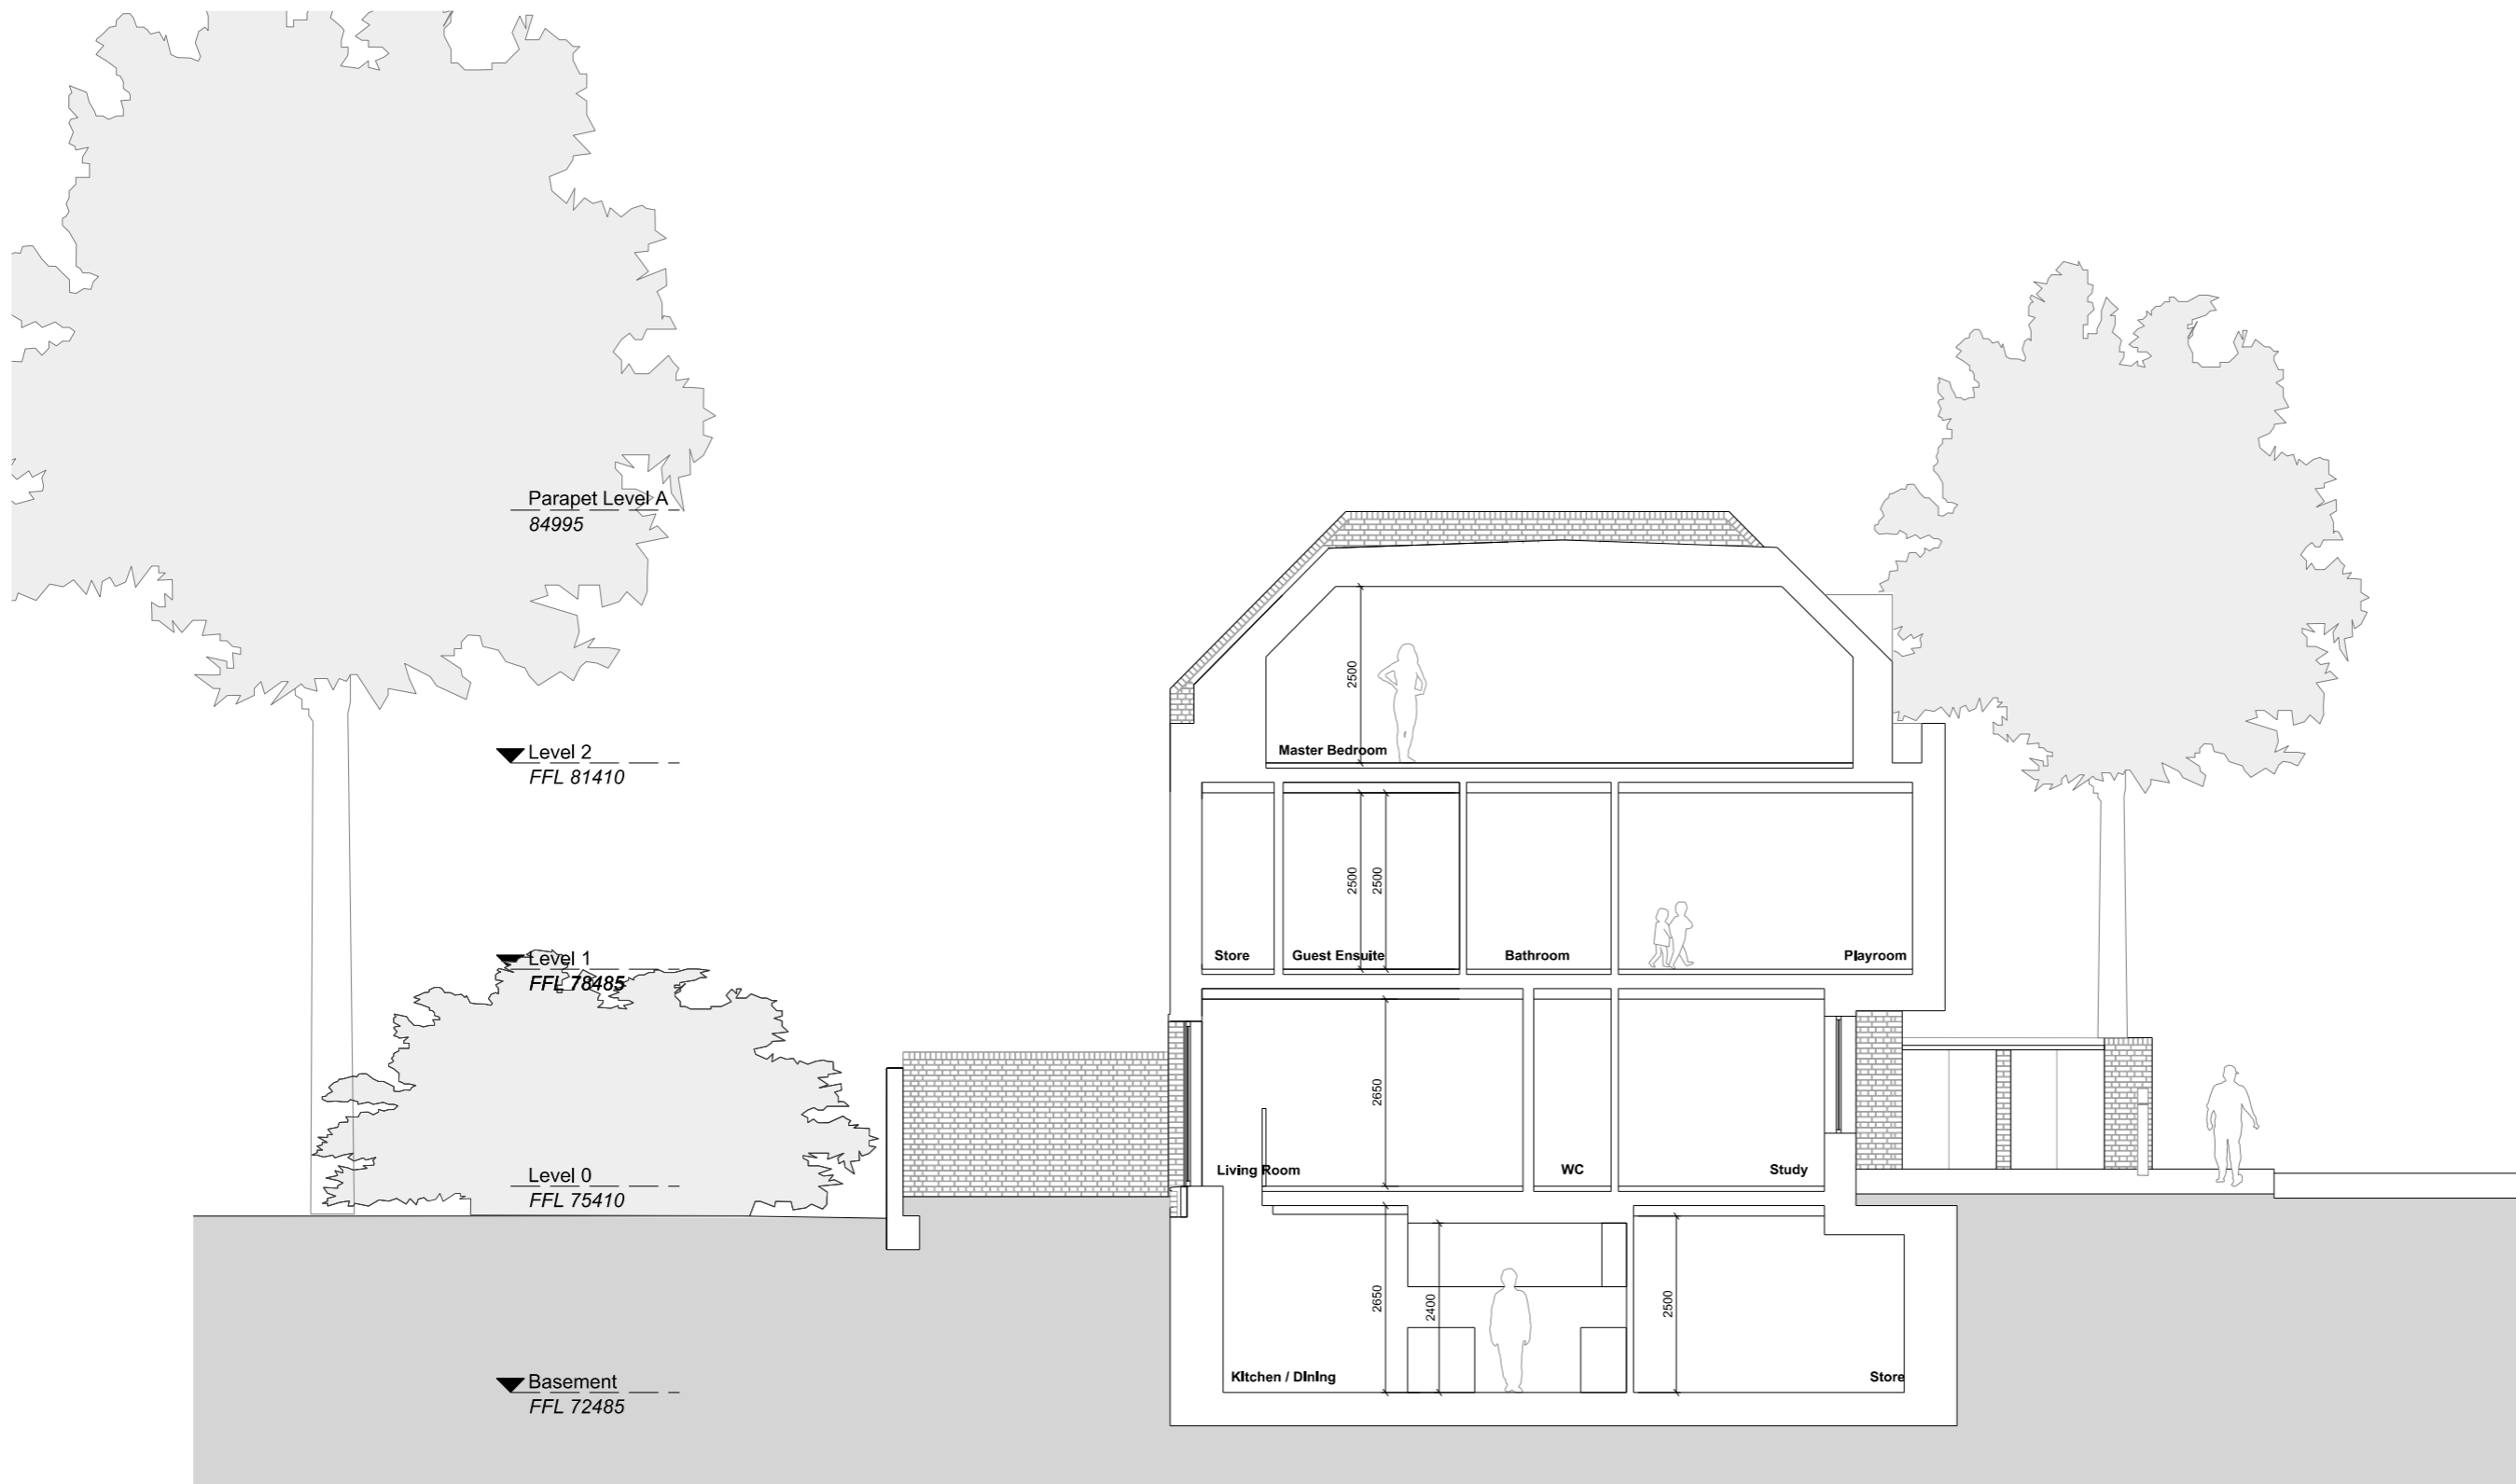 Parapet Level A
84995
Level 2
FFL 81410
2500
Master Bedroom
2500
2500
Store
Guest Ensuite
Bathroom
Playroom
Level 1
FFL 78485
2650
Living Room
WC
Study
Level 0
FFL 75410
2650
2400
2500
Kitchen / Dining
Store
Basement
FFL 72485